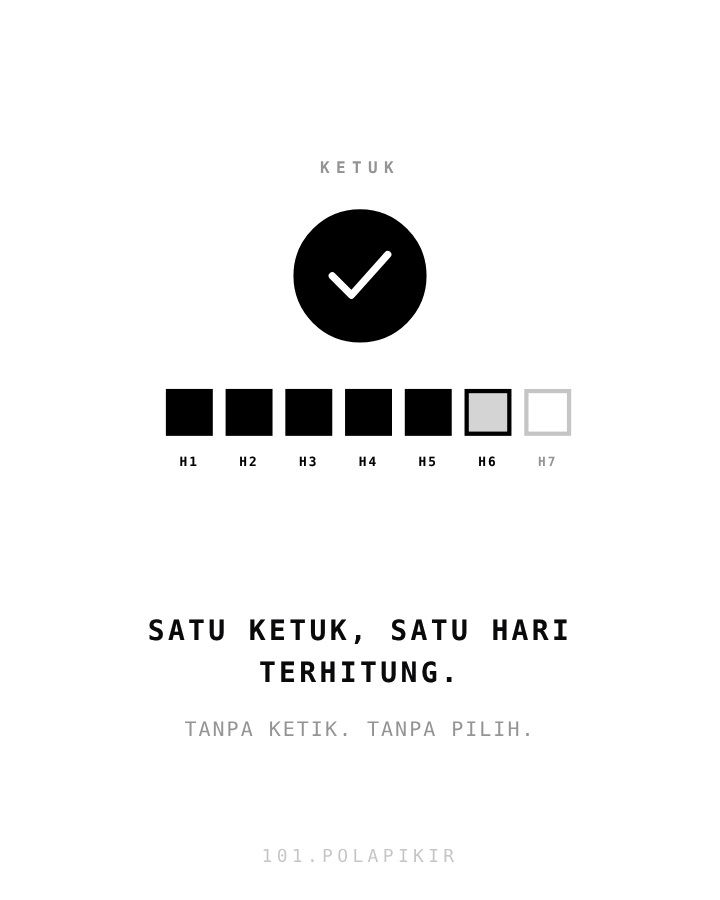 KETUK
H1 H2 H3 H4 H5 H6 H7
SATU KETUK, SATU HARI
TERHITUNG.
TANPA KETIK. TANPA PILIH.
101.POLAPIKIR